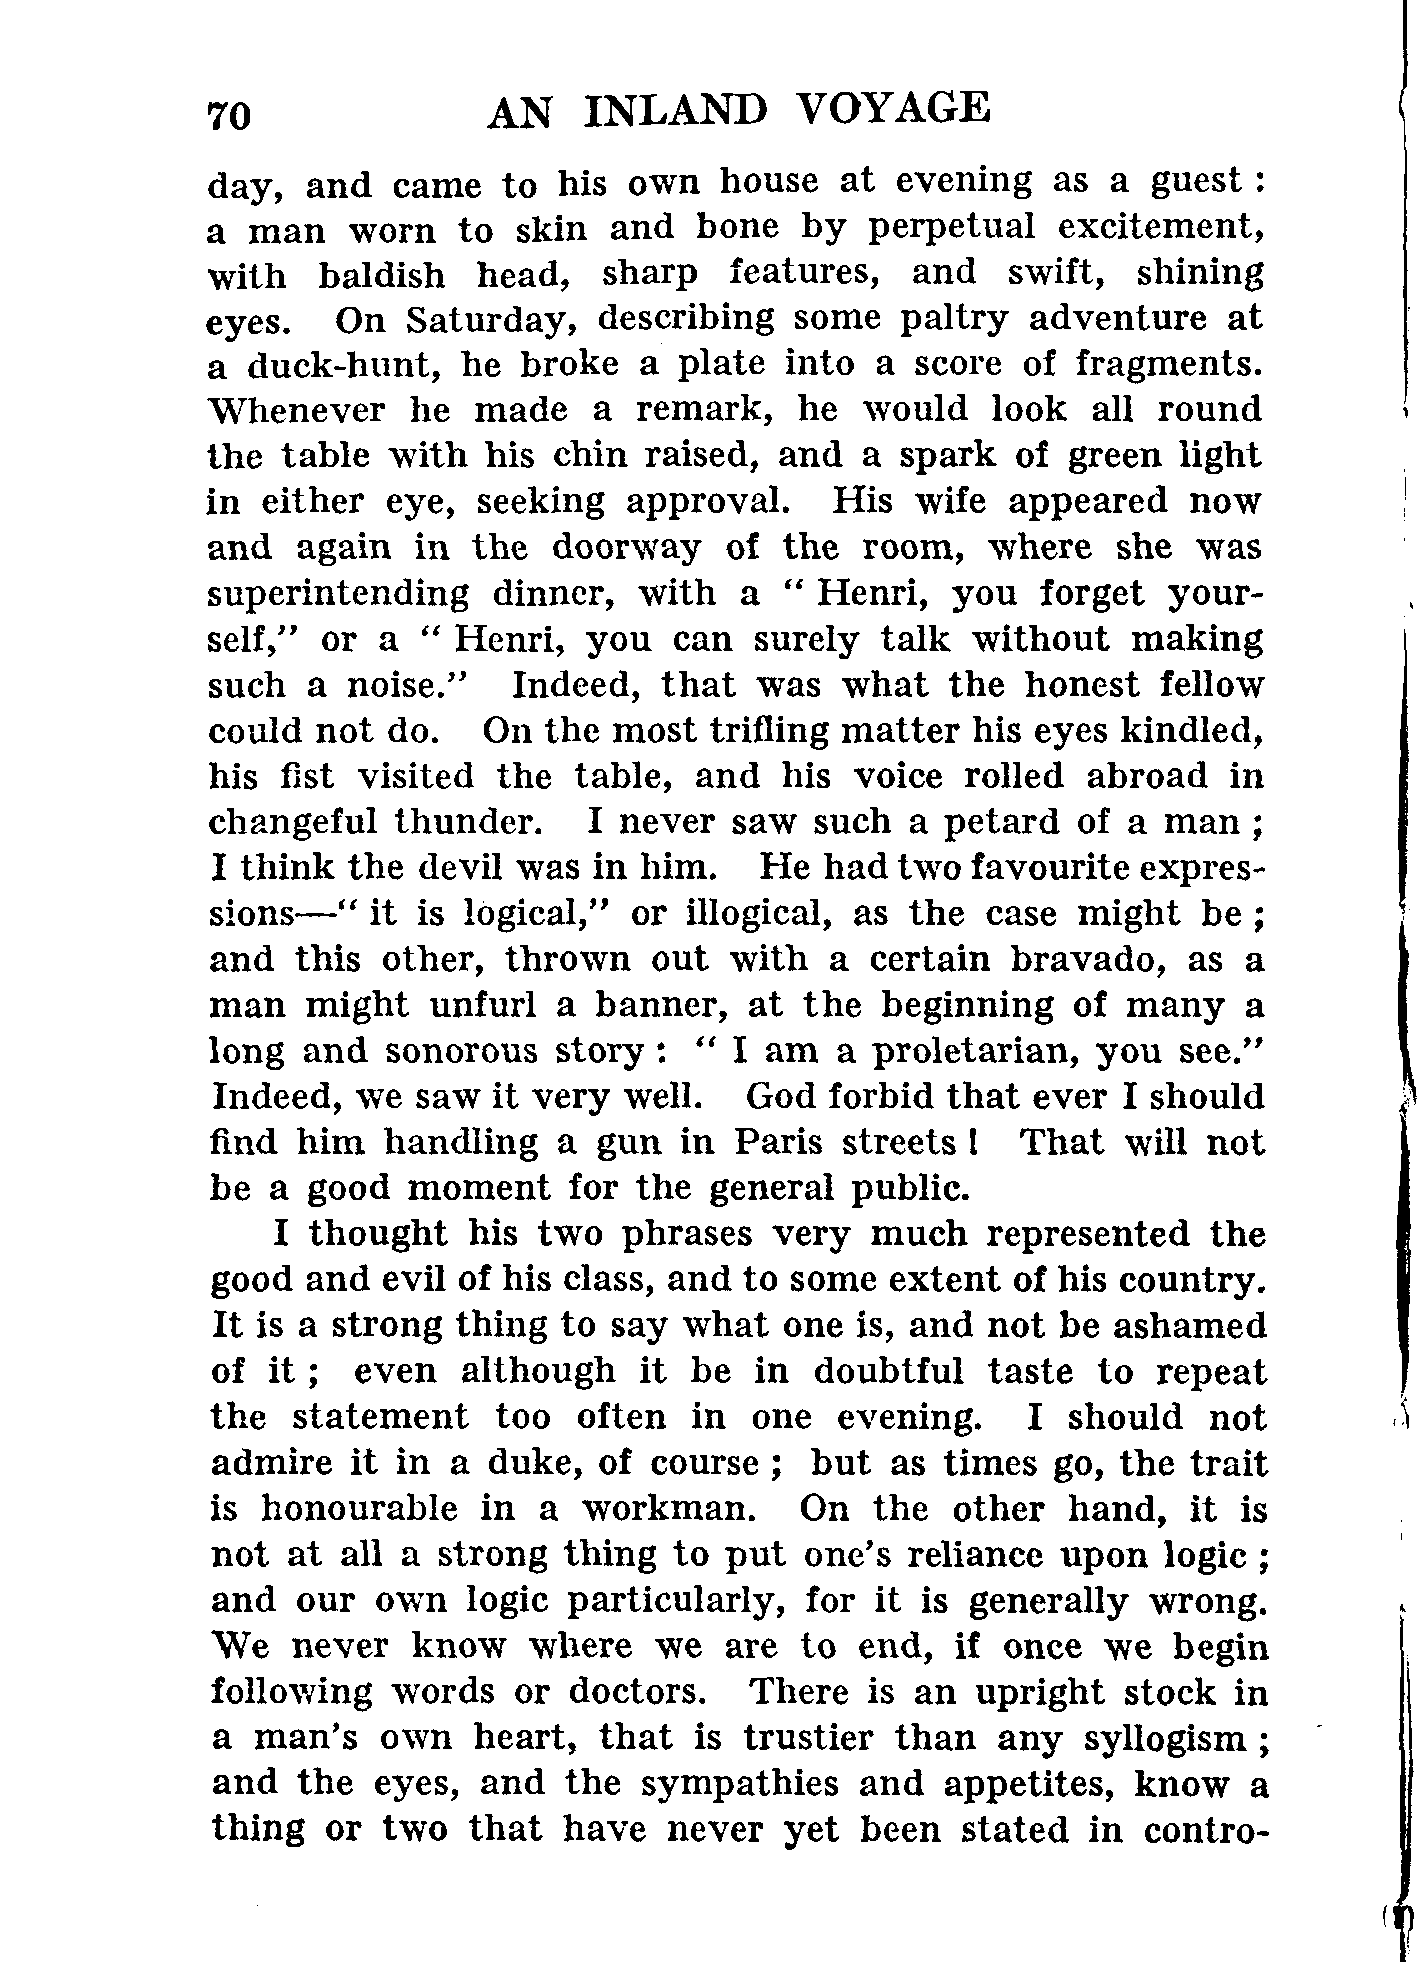 70 AN INLAND VOYAGE
day, and came to his own house at evening as a guest :
a man worn to skin and bone by perpetual excitement,
with baldish head, sharp features, and swift, shining
eyes. On Saturday, describing some paltry adventure at
a duck-hunt, he broke a plate into a score of fragments.
Whenever he made a remark, he would look all round
the table with his chin raised, and a spark of green light
in either eye, seeking approval. His wife appeared now
and again in the doorway of the room, where she was
superintending dinner, with a “ Henri, you forget your-
self,” or a “ Henri, you can surely talk without making
such a noise.” Indeed, that was what the honest fellow
could not do. On the most trifling matter his eyes kindled,
his fist visited the table, and his voice rolled abroad in
changeful thunder. I never saw such a petard of a man ;
I think the devil was in him. He had two favourite expres-
sions—“ it is logical,” or illogical, as the case might be ;
and this other, thrown out with a certain bravado, as a
man might unfurl a banner, at the beginning of many a
long and sonorous story : “ I am a proletarian, you see.”
Indeed, we saw it very well. God forbid that ever I should
find him handling a gun in Paris streets ! That will not
be a good moment for the general public.
I thought his two phrases very much represented the
good and evil of his class, and to some extent of his country.
It is a strong thing to say what one is, and not be ashamed
of it ; even although it be in doubtful taste to repeat
the statement too often in one evening. I should not
admire it in a duke, of course ; but as times go, the trait
is honourable in a workman. On the other hand, it is
not at all a strong thing to put one’s reliance upon logic ;
and our own logic particularly, for it is generally wrong.
We never know where we are to end, if once we begin
following words or doctors. There is an upright stock in
a man’s own heart, that is trustier than any syllogism ;
and the eyes, and the sympathies and appetites, know a
thing or two that have never yet been stated in contro-